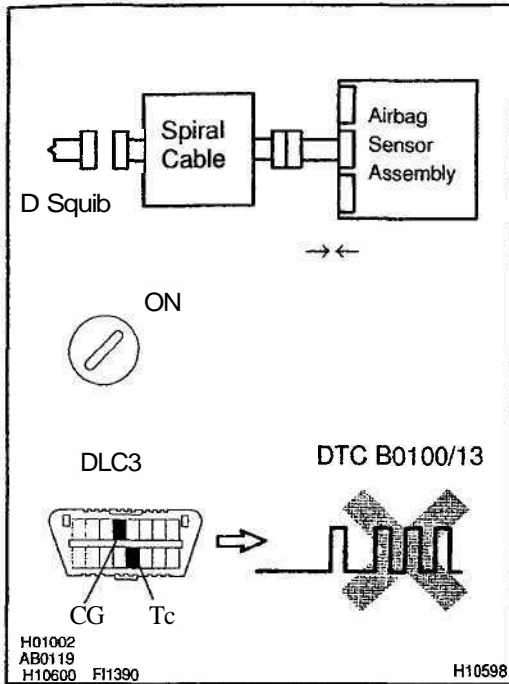 Spiral
Cable
Airbag
Sensor
Assembly
D Squib
ON
DLC3
DTC B0100/13
CG Tc
H01002
AB0119
H10600 FI1390
H10598